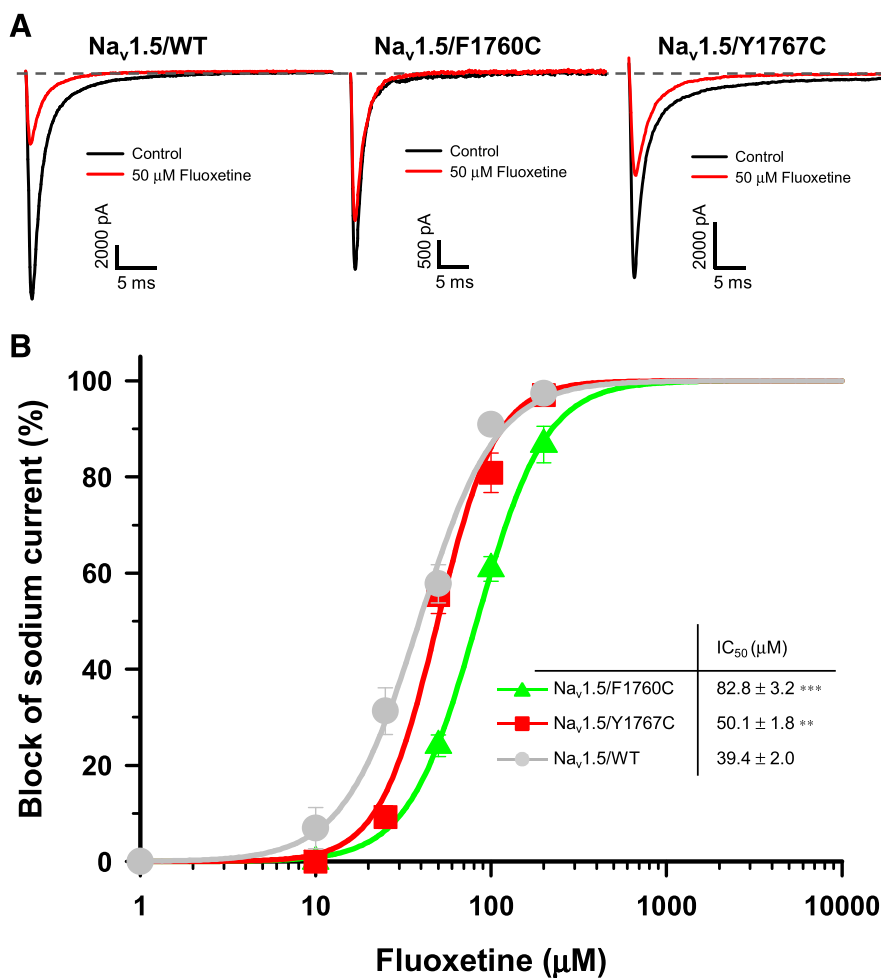 A
Nav1.5/WT
Nav1.5/F1760C
Nav1.5/Y1767C
Control
50 μM Fluoxetine
2000 pA
5 ms
Control
50 μM Fluoxetine
500 pA
5 ms
Control
50 μM Fluoxetine
2000 pA
5 ms
B
Block of sodium current (%)
100
80
60
40
20
0
IC50 (μM)
Nav1.5/F1760C 82.8 ± 3.2 ***
Nav1.5/Y1767C 50.1 ± 1.8 **
Nav1.5/WT 39.4 ± 2.0
1 10 100 1000 10000
Fluoxetine (μM)